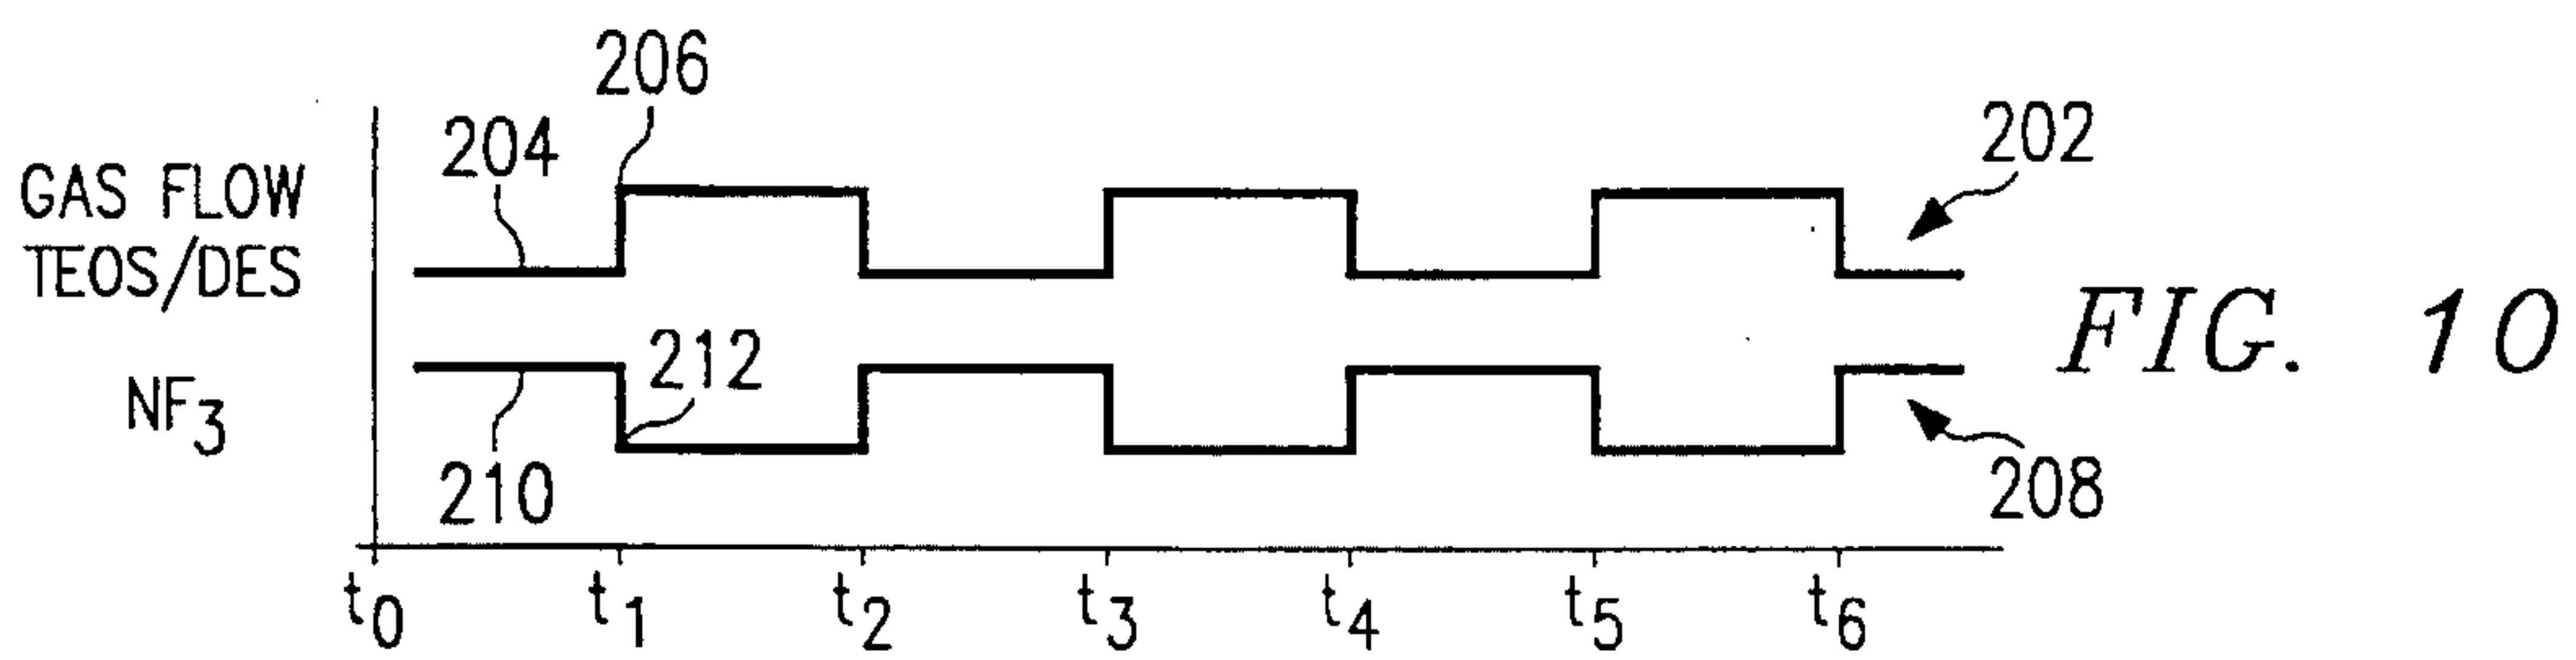 206
204
202
GAS FLOW
TEOS/DES
FIG. 10
212
NF3
210
208
t0 t1 t2 t3 t4 t5 t6